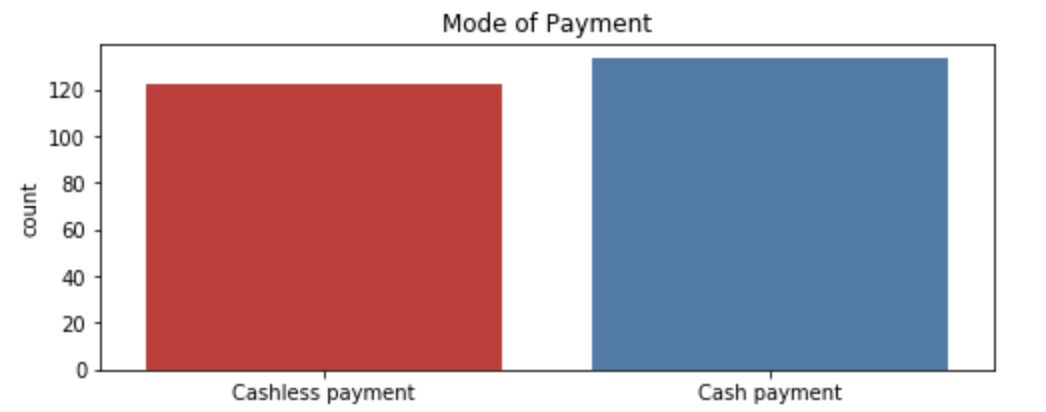 Mode of Payment
120
100
80
60
40
20
0
count
Cashless payment
Cash payment